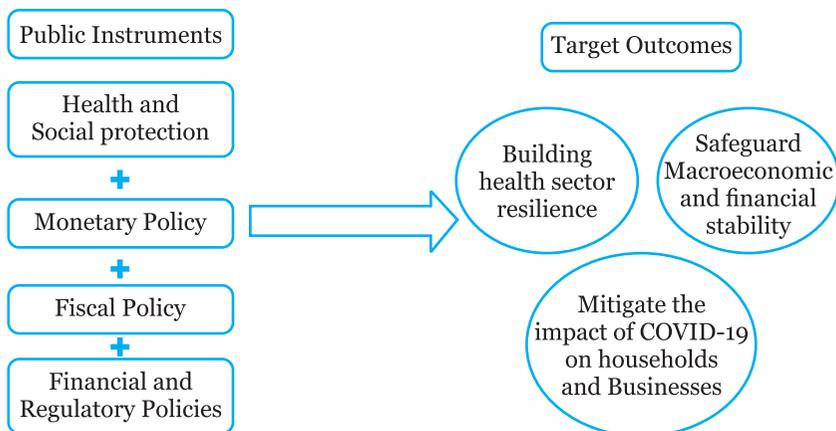 Public Instruments
Health and
Social protection
Monetary Policy
Fiscal Policy
Financial and
Regulatory Policies
Target Outcomes
Building
health sector
resilience
Safeguard
Macroeconomic
and financial
stability
Mitigate the
impact of COVID-19
on households
and Businesses